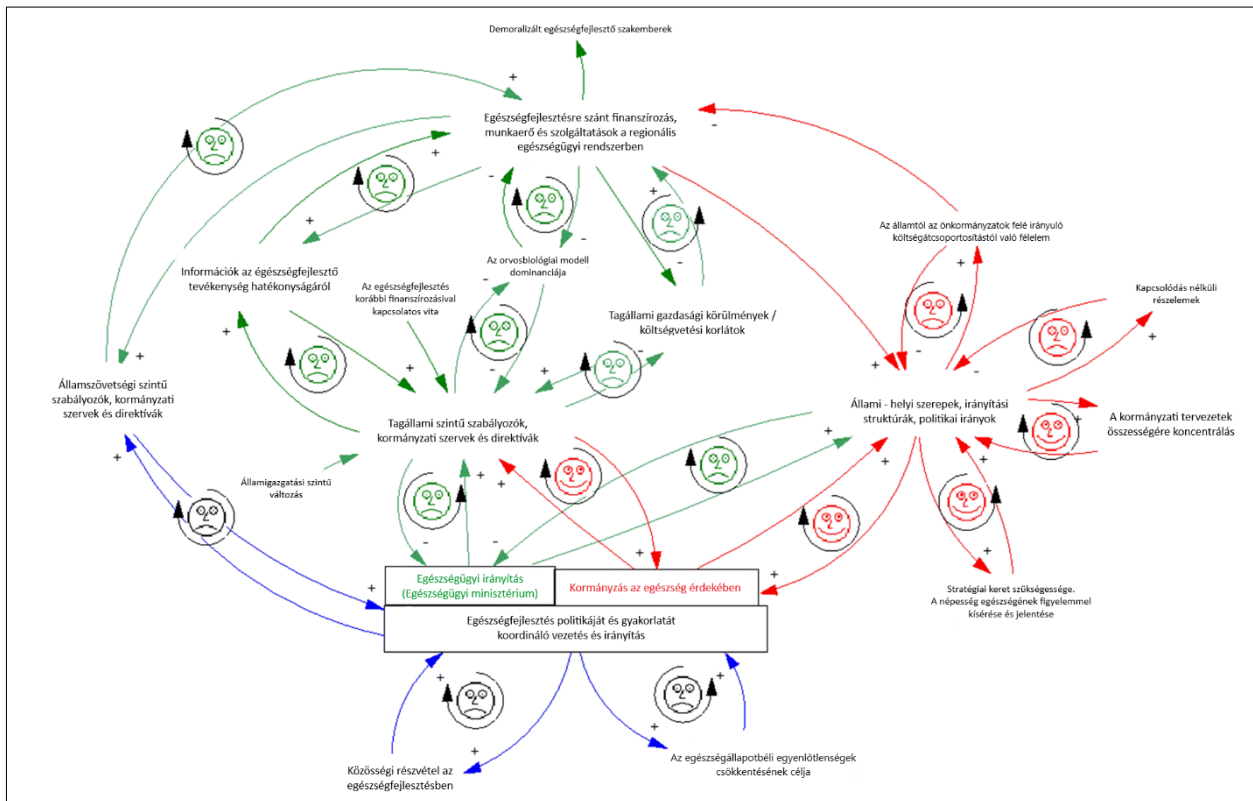 Demoralizált egészségfejlesztő szakemberek
Egészségfejlesztésre szánt finanszírozás,
munkaerő és szolgáltatások a regionális
egészségügyi rendszerben
Az államtól az önkormányzatok felé irányuló
költségátcsoportosítástól való félelem
Információk az egészségfejlesztő
tevékenység hatékonyságáról
Az orvosbiológiai modell
dominanciája
Az egészségfejlesztés
korábbi finanszírozásival
kapcsolatos vita
Kapcsolódás nélküli
részelemek
Tagállami gazdasági körülmények /
költségvetési korlátok
Államszövetségi szintű
szabályozók, kormányzati
szervek és direktívák
Tagállami szintű szabályozók,
kormányzati szervek és direktívák
Állami - helyi szerepek, irányítási
struktúrák, politikai irányok
A kormányzati tervezetek
összességére koncentrálás
Államigazgatási szintű
változás
Egészségügyi irányítás
(Egészségügyi minisztérium)
Kormányzás az egészség érdekében
Stratégiai keret szükségessége.
A népesség egészségének figyelemmel
kísérése és jelentése
Egészségfejlesztés politikáját és gyakorlatát
koordináló vezetés és irányítás
Közösségi részvétel az
egészségfejlesztésben
Az egészségállapotbéli egyenlőtlenségek
csökkentésének célja